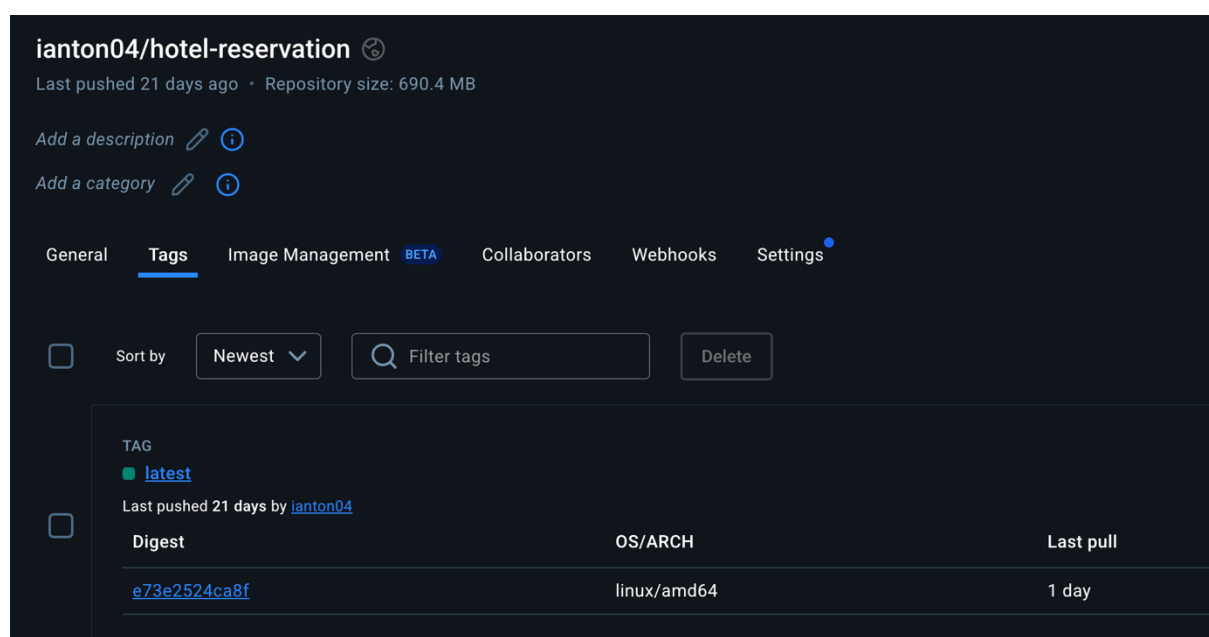 ianton04/hotel-reservation
Last pushed 21 days ago · Repository size: 690.4 MB
Add a description
Add a category
General Tags Image Management BETA Collaborators Webhooks Settings
Sort by Newest Filter tags Delete
TAG
latest
Last pushed 21 days by ianton04
Digest OS/ARCH Last pull
e73e2524ca8f linux/amd64 1 day